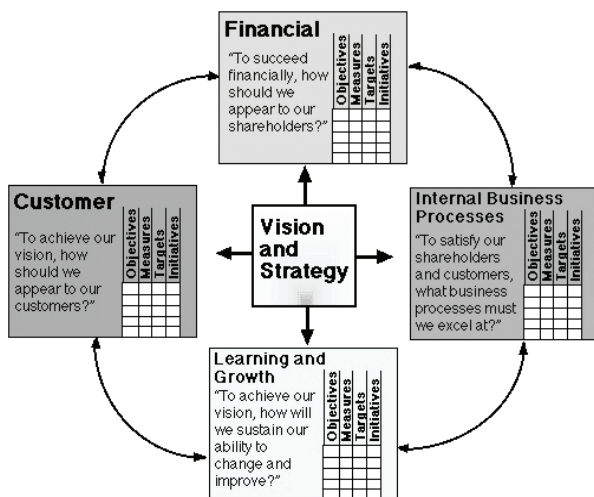 Financial
“To succeed
financially, how
should we
appear to our
shareholders?”
Objectives
Measures
Targets
Initiatives
Customer
“To achieve our
vision, how
should we
appear to our
customers?”
Objectives
Measures
Targets
Initiatives
Vision
and
Strategy
Internal Business
Processes
“To satisfy our
shareholders
and customers,
what business
processes must
we excel at?”
Objectives
Measures
Targets
Initiatives
Learning and
Growth
“To achieve our
vision, how will
we sustain our
ability to
change and
improve?”
Objectives
Measures
Targets
Initiatives